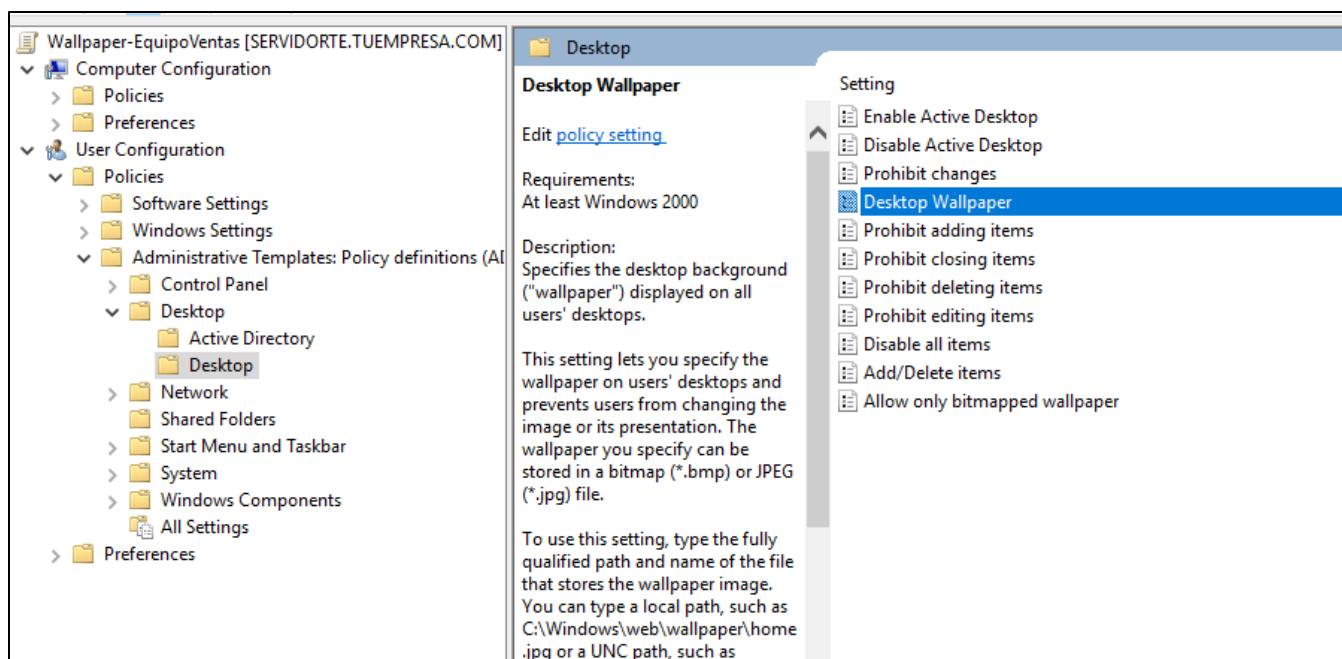 Wallpaper-EquipoVentas [SERVIDORTE.TUEMPRESA.COM]
Computer Configuration
Policies
Preferences
User Configuration
Policies
Software Settings
Windows Settings
Administrative Templates: Policy definitions (AD
Control Panel
Desktop
Active Directory
Desktop
Network
Shared Folders
Start Menu and Taskbar
System
Windows Components
All Settings
Preferences
Desktop
Desktop Wallpaper
Edit policy setting
Requirements:
At least Windows 2000
Description:
Specifies the desktop background
("wallpaper") displayed on all
users' desktops.
This setting lets you specify the
wallpaper on users' desktops and
prevents users from changing the
image or its presentation. The
wallpaper you specify can be
stored in a bitmap (*.bmp) or JPEG
(*.jpg) file.
To use this setting, type the fully
qualified path and name of the file
that stores the wallpaper image.
You can type a local path, such as
C:\Windows\web\wallpaper\home
.jpg or a UNC path, such as
Setting
Enable Active Desktop
Disable Active Desktop
Prohibit changes
Desktop Wallpaper
Prohibit adding items
Prohibit closing items
Prohibit deleting items
Prohibit editing items
Disable all items
Add/Delete items
Allow only bitmapped wallpaper